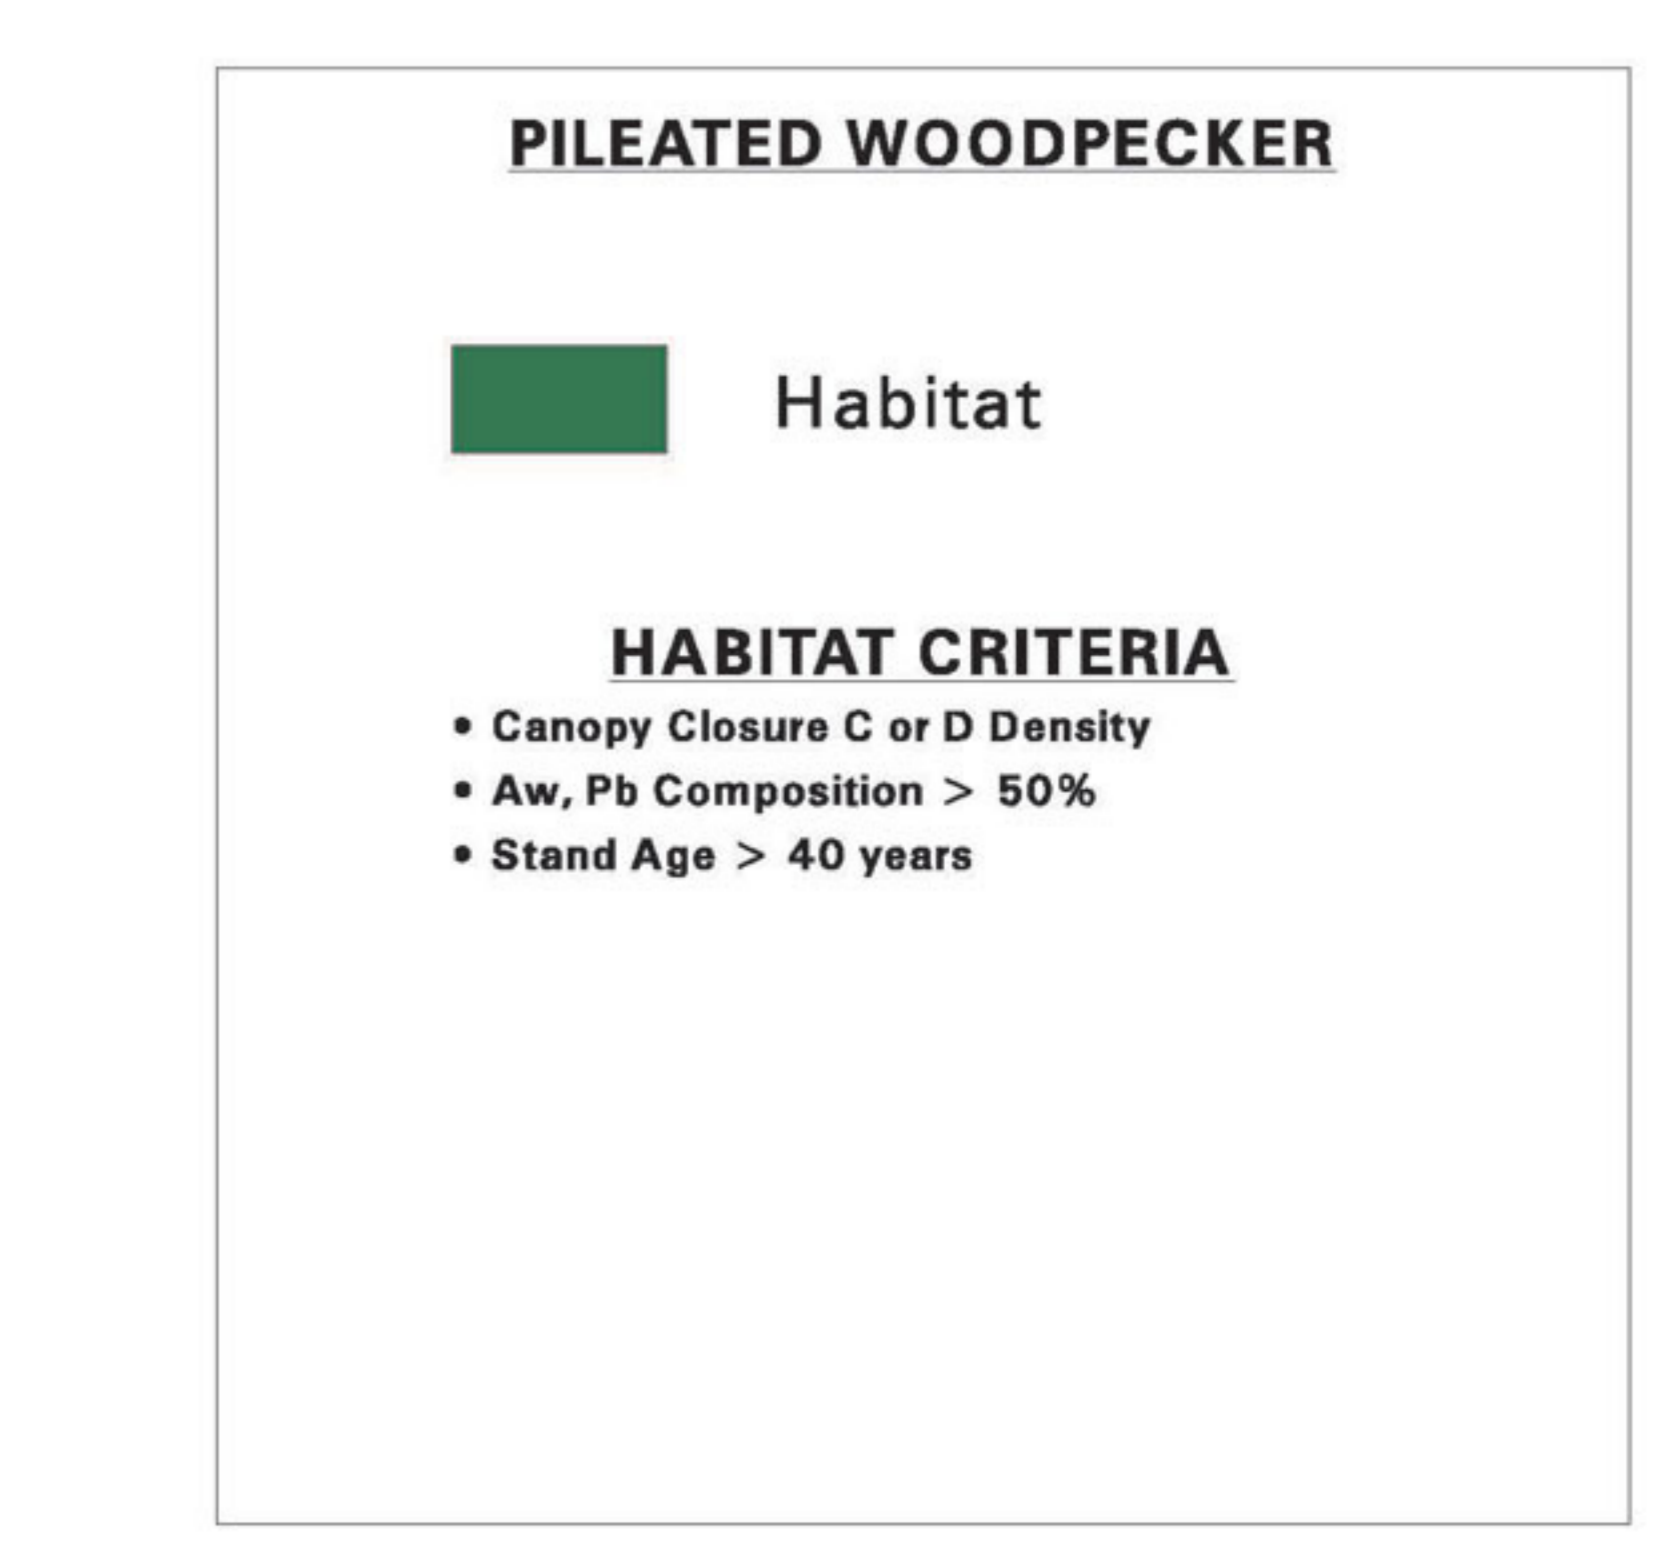 PILEATED WOODPECKER
Habitat
HABITAT CRITERIA
• Canopy Closure C or D Density
• Aw, Pb Composition > 50%
• Stand Age > 40 years